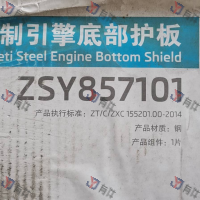 制引擎底部护板
eti Steel Engine Bottom Shield
ZSY857101
产品执行标准：ZT/C/ZXC 155201.00-2014
产品材质：钢
产品组件：1片